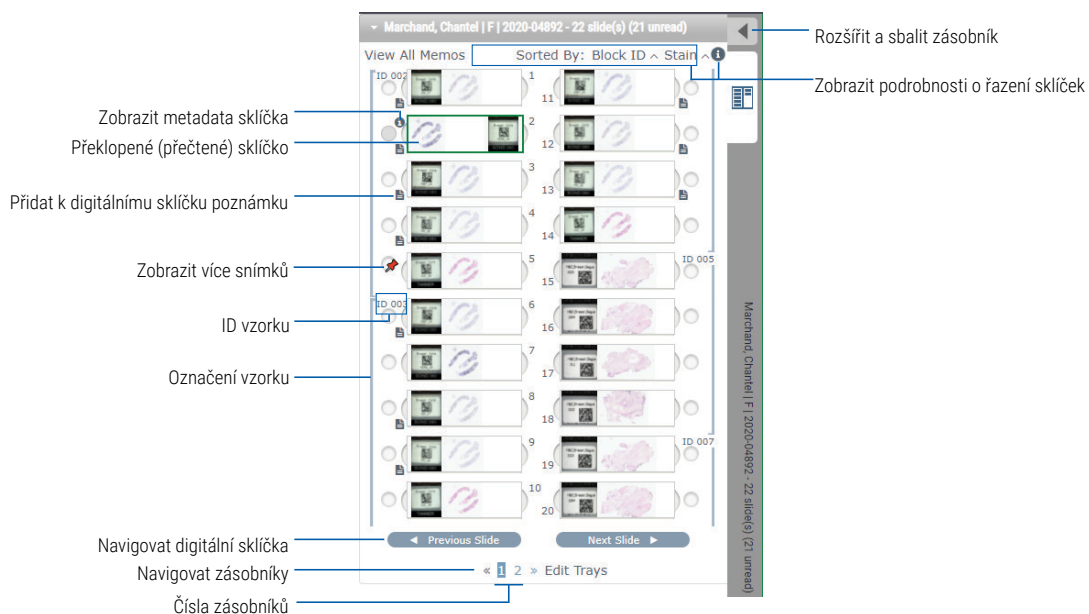 Marchand, Chantel | F | 2020-04892 - 22 slide(s) (21 unread)
View All Memos
Sorted By: Block ID Stain
Rozšířit a sbalit zásobník
Zobrazit podrobnosti o řazení sklíček
Zobrazit metadata sklíčka
Překlopené (přečtené) sklíčko
Přidat k digitálnímu sklíčku poznámku
Zobrazit více snímků
ID vzorku
Označení vzorku
Navigovat digitální sklíčka
Navigovat zásobníky
Čísla zásobníků
ID 002
1
11
2
12
3
13
4
14
5
15
ID 005
ID 003
6
16
7
17
8
18
9
19
ID 007
10
20
◄ Previous Slide
Next Slide ►
« 1 2 » Edit Trays
Marchand, Chantel | F | 2020-04892 - 22 slide(s) (21 unread)